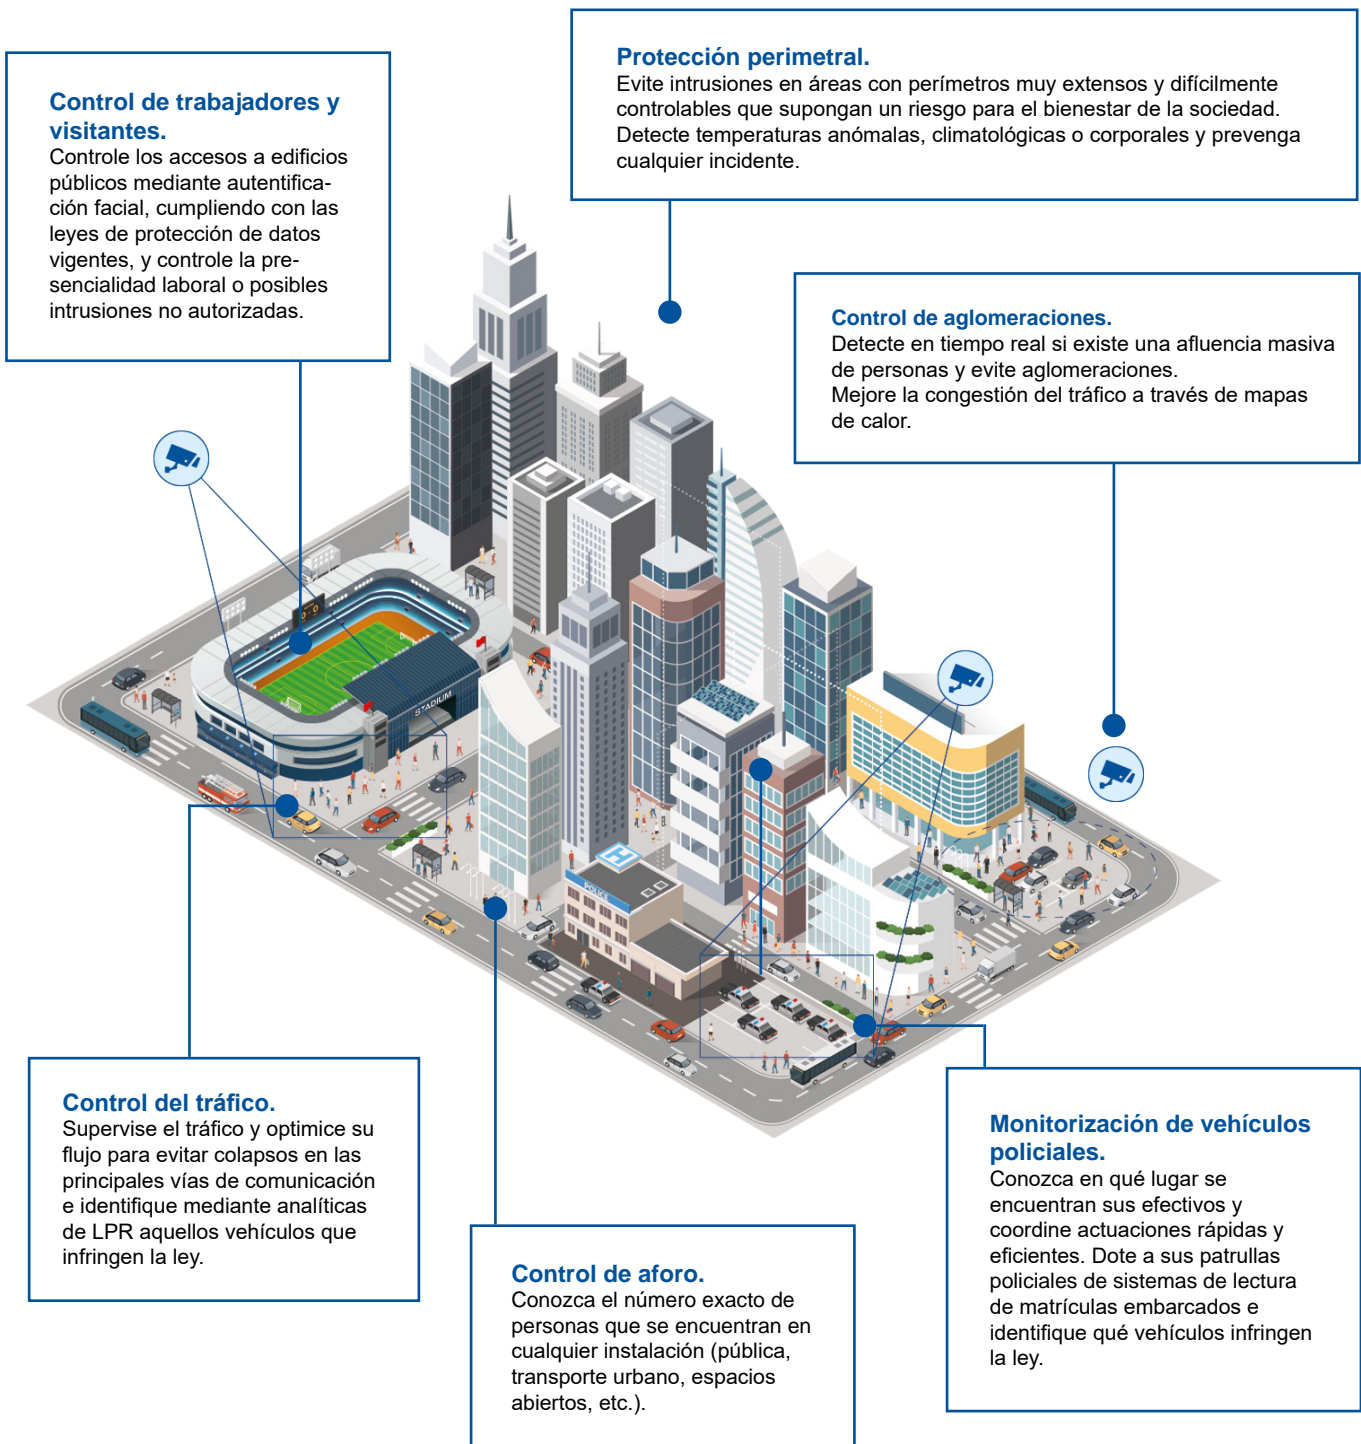 Protección perimetral.
Evite intrusiones en áreas con perímetros muy extensos y difícilmente
controlables que supongan un riesgo para el bienestar de la sociedad.
Detecte temperaturas anómalas, climatológicas o corporales y prevenga
cualquier incidente.
Control de trabajadores y
visitantes.
Controle los accesos a edificios
públicos mediante autentifica-
ción facial, cumpliendo con las
leyes de protección de datos
vigentes, y controle la pre-
sencialidad laboral o posibles
intrusiones no autorizadas.
Control de aglomeraciones.
Detecte en tiempo real si existe una afluencia masiva
de personas y evite aglomeraciones.
Mejore la congestión del tráfico a través de mapas
de calor.
0 - 0
STADIUM
H
POLICE
Control del tráfico.
Supervise el tráfico y optimice su
flujo para evitar colapsos en las
principales vías de comunicación
e identifique mediante analíticas
de LPR aquellos vehículos que
infringen la ley.
Monitorización de vehículos
policiales.
Conozca en qué lugar se
encuentran sus efectivos y
coordine actuaciones rápidas y
eficientes. Dote a sus patrullas
policiales de sistemas de lectura
de matrículas embarcados e
identifique qué vehículos infringen
la ley.
Control de aforo.
Conozca el número exacto de
personas que se encuentran en
cualquier instalación (pública,
transporte urbano, espacios
abiertos, etc.).